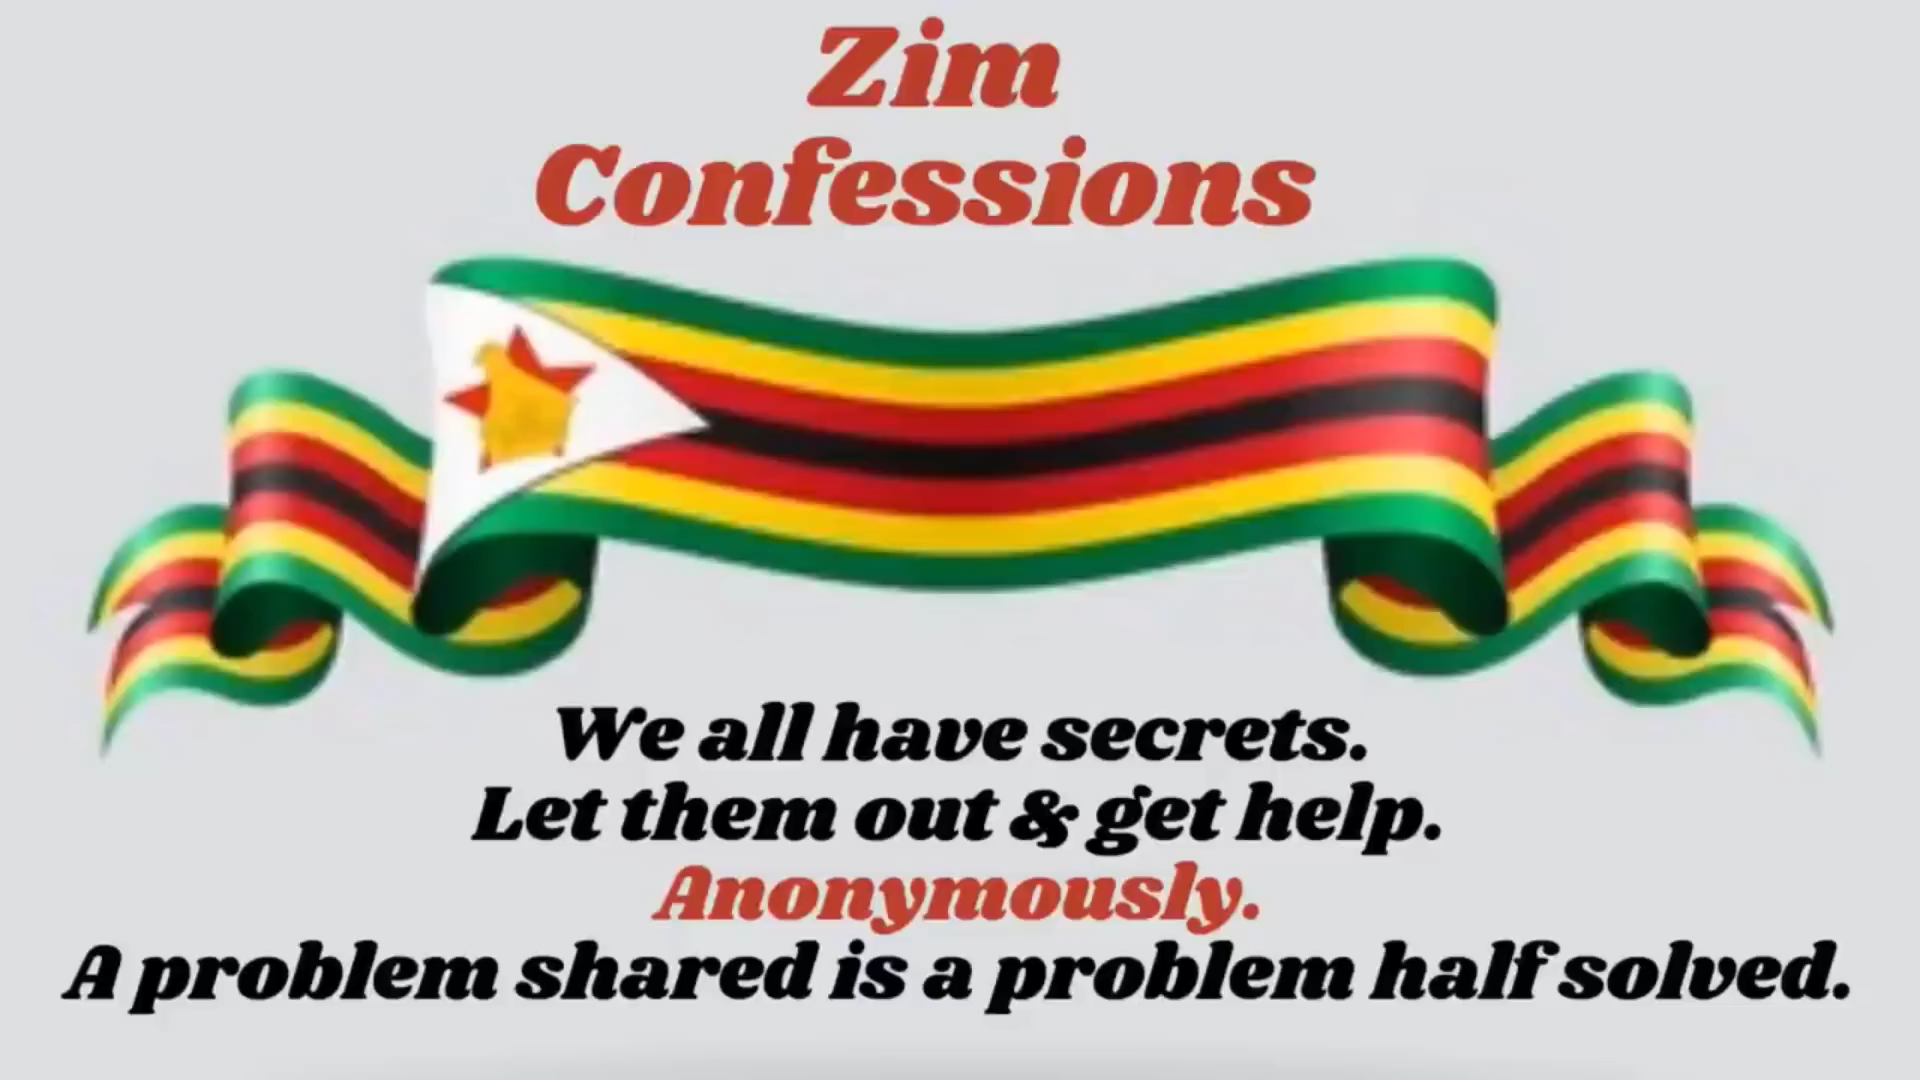 Zim
Confessions
We all have secrets.
Let them out & get help.
Anonymously.
A problem shared is a problem half solved.